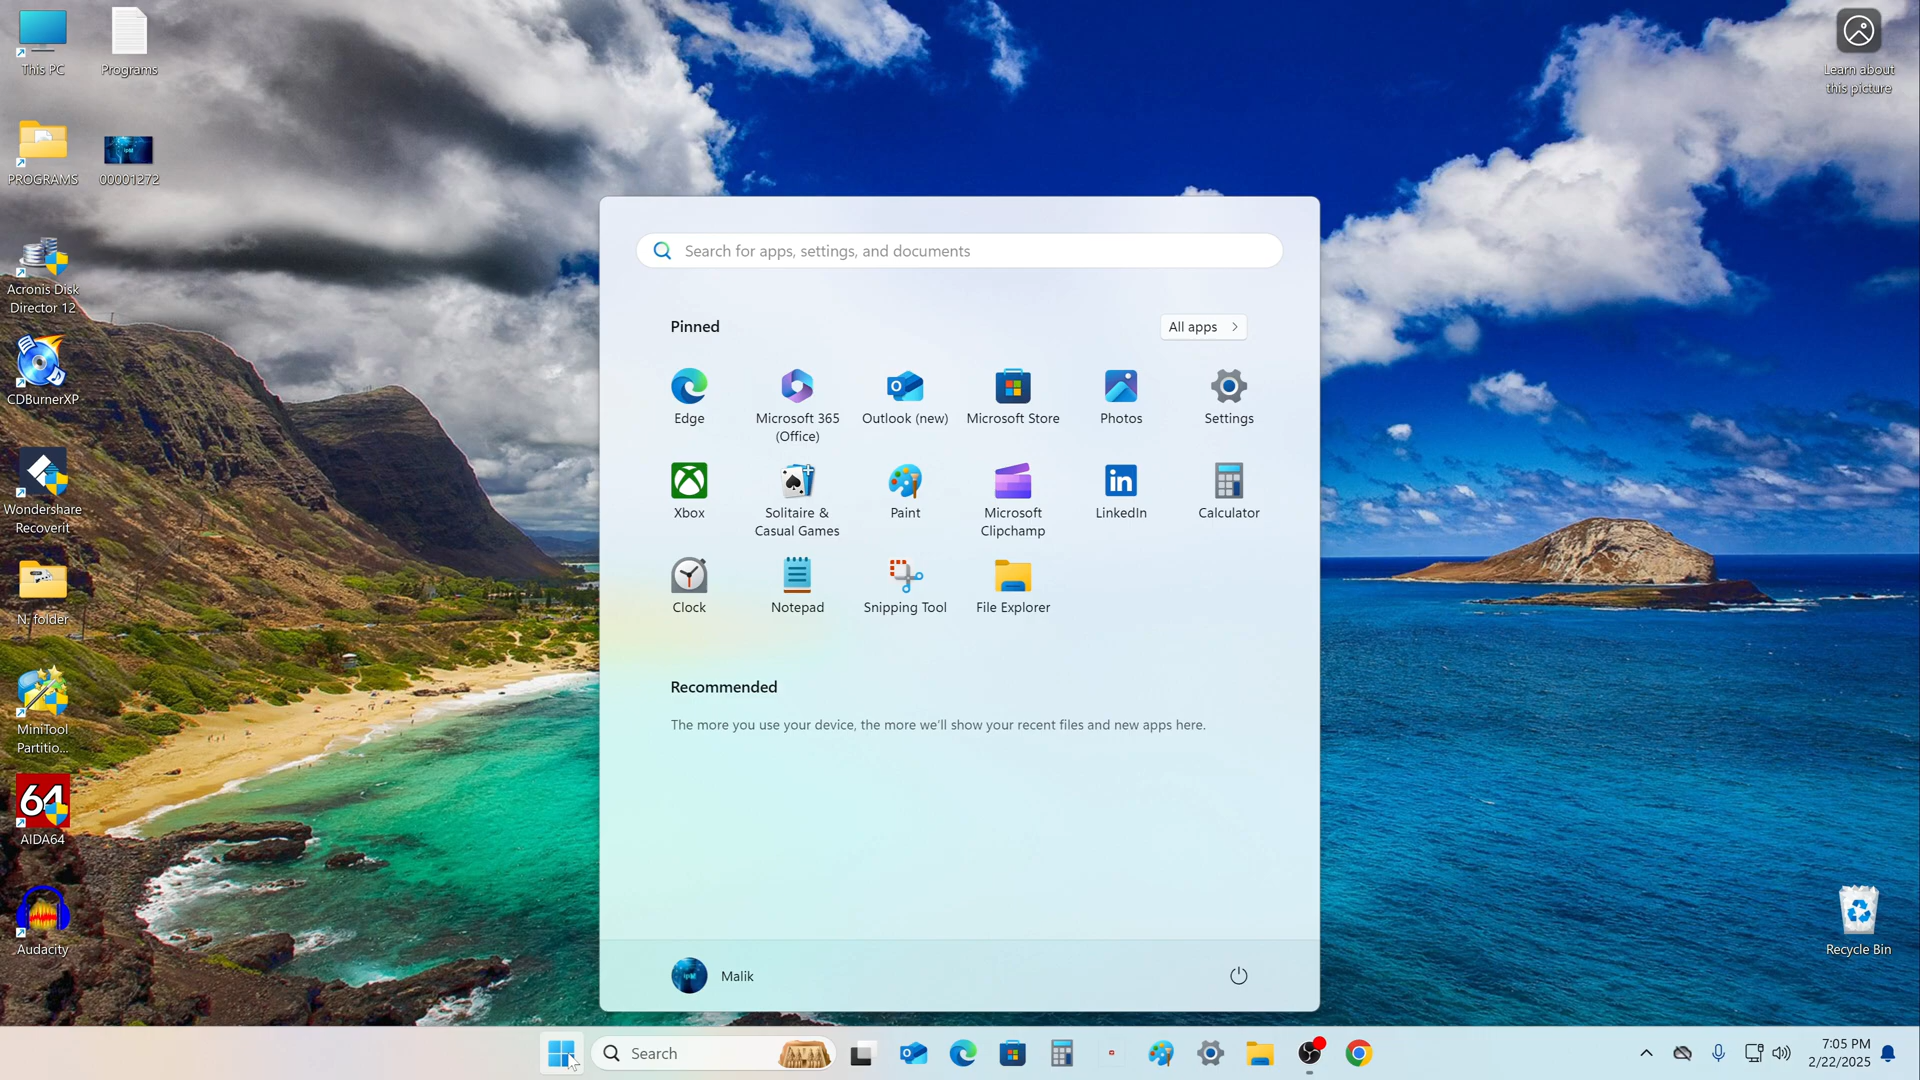 This PC
Programs
Learn about
this picture
PROGRAMS
00001272
Acronis Disk
Director 12
CDBurnerXP
Wondershare
Recoverit
N. folder
MiniTool
Partitio...
64
AIDA64
Audacity
Search for apps, settings, and documents
Pinned
All apps
Edge
Microsoft 365
(Office)
Outlook (new)
Microsoft Store
Photos
Settings
Xbox
Solitaire &
Casual Games
Paint
Microsoft
Clipchamp
LinkedIn
Calculator
Clock
Notepad
Snipping Tool
File Explorer
Recommended
The more you use your device, the more we'll show your recent files and new apps here.
Malik
Recycle Bin
Search
7:05 PM
2/22/2025